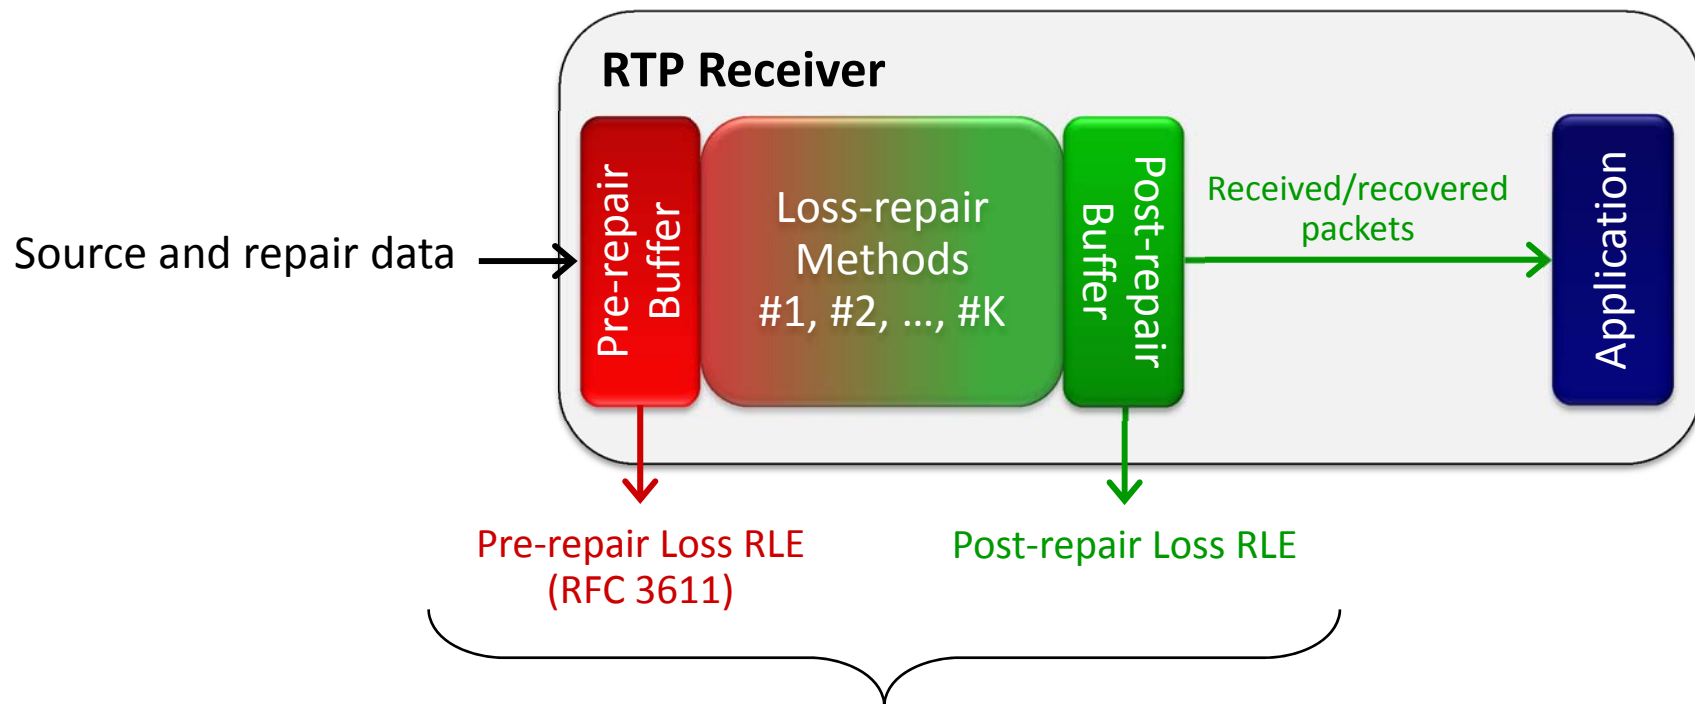 RTP Receiver
Source and repair data
Pre-repair
Buffer
Loss-repair
Methods
#1, #2, ..., #K
Post-repair
Buffer
Received/recovered
packets
Application
Pre-repair Loss RLE
(RFC 3611)
Post-repair Loss RLE